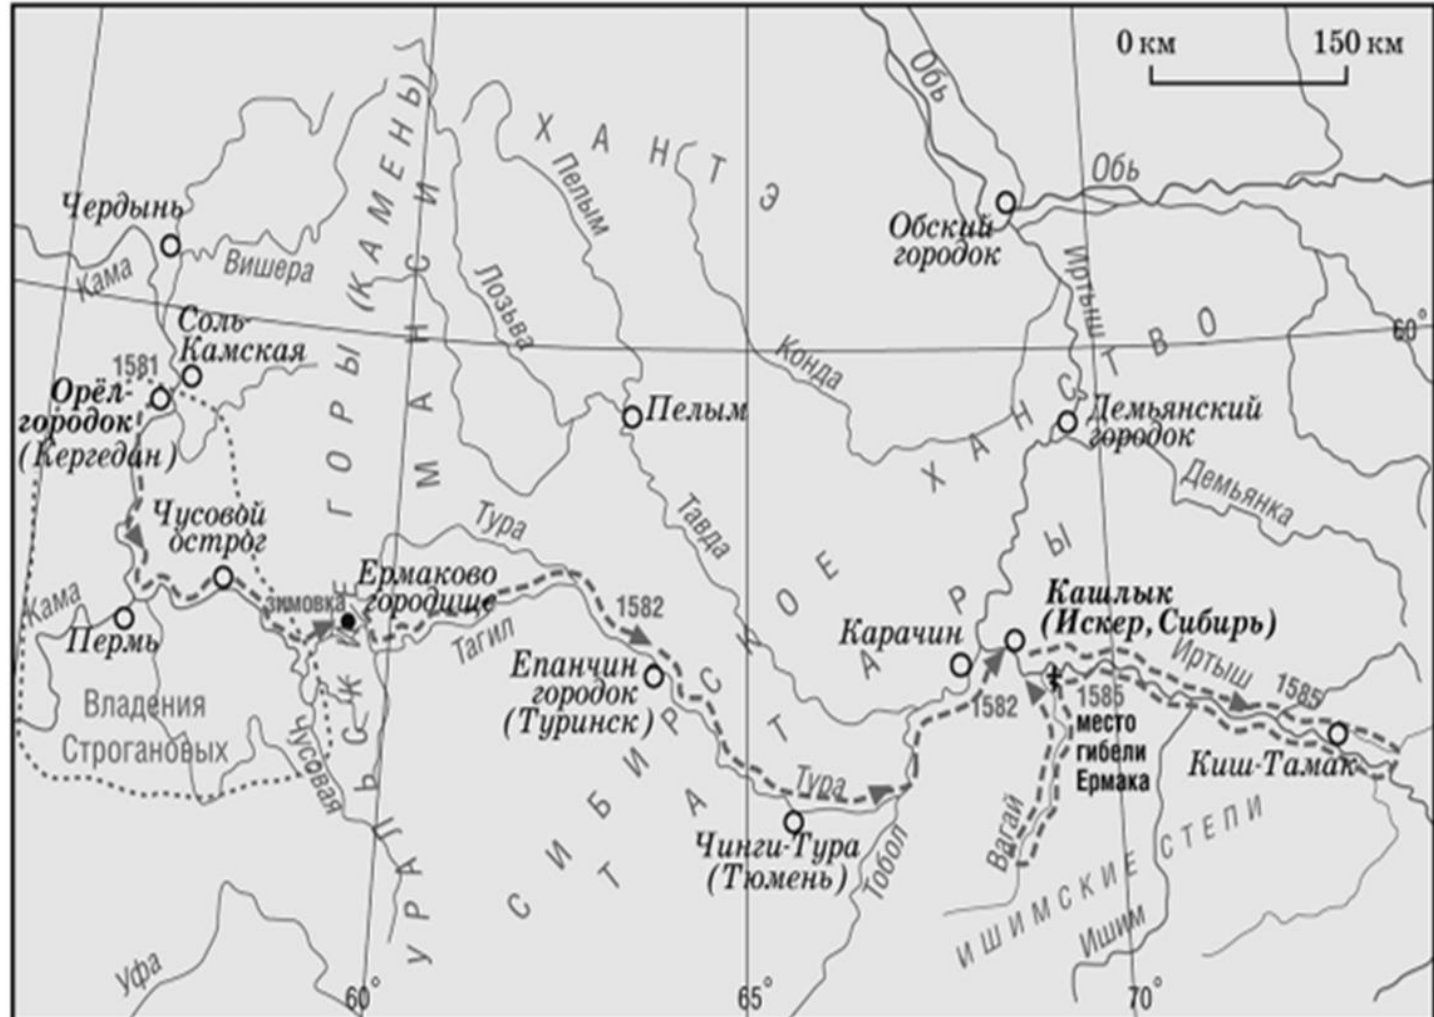 0 км 150 км
Обь
Обь
ХАНТЭ
Пелым
Чердынь
Кама
Вишера
УРАЛЬСКИЕ ГОРЫ (КАМЕНЬ)
МАНСИ
Лозьва
Обский
городок
Иртыш
60°
Соль-
Камская
1581
Орёл-
городок
(Кергедан)
Конда
Пелым
Демьянский
городок
Демьянка
Чусовой
острог
Тура
Тавда
СИБИРСКОЕ ХАНСТВО
ТАТАРЫ
Кама
Пермь
зимовка
Ермаково
городище
Тагил
1582
Епанчин
городок
(Туринск)
Карачин
Кашлык
(Искер, Сибирь)
Иртыш
1582
1585
место
гибели
Ермака
1585
Киш-Тамак
Владения
Строгановых
Чусовая
Тура
Чинги-Тура
(Тюмень)
Тобол
Вагай
ИШИМСКИЕ СТЕПИ
Ишим
Уфа
60°
65°
70°